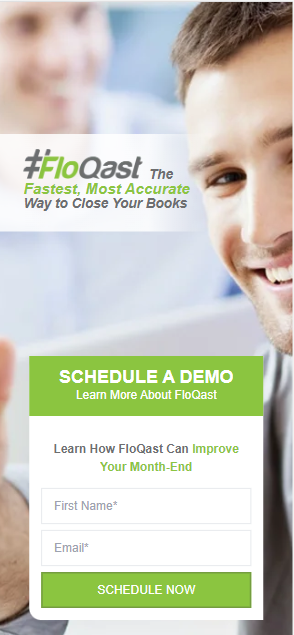 #FloQast The
Fastest, Most Accurate
Way to Close Your Books
SCHEDULE A DEMO
Learn More About FloQast
Learn How FloQast Can Improve
Your Month-End
First Name*
Email*
SCHEDULE NOW